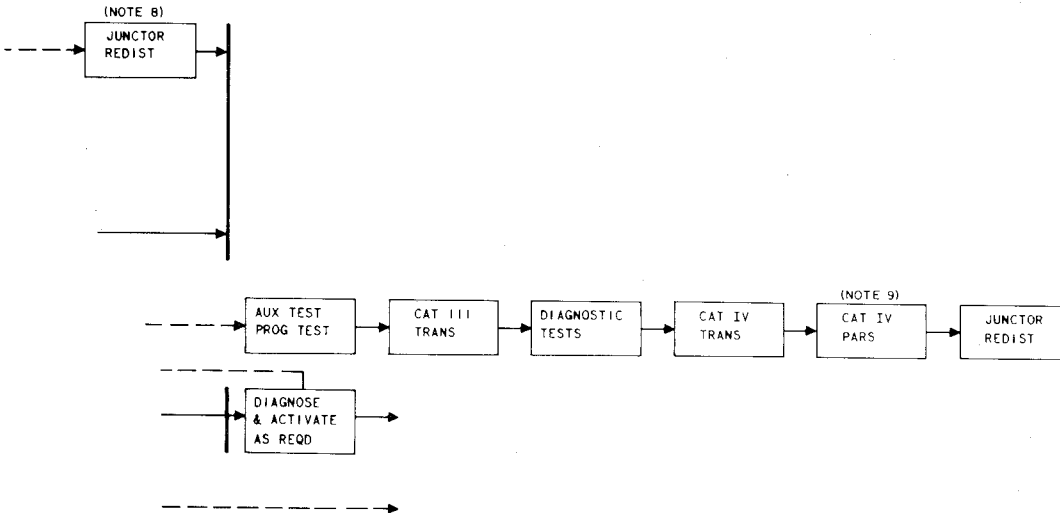 (NOTE 8)
JUNCTOR
REDIST
AUX TEST
PROG TEST
CAT III
TRANS
DIAGNOSTIC
TESTS
CAT IV
TRANS
(NOTE 9)
CAT IV
PARS
JUNCTOR
REDIST
DIAGNOSE
& ACTIVATE
AS REQD